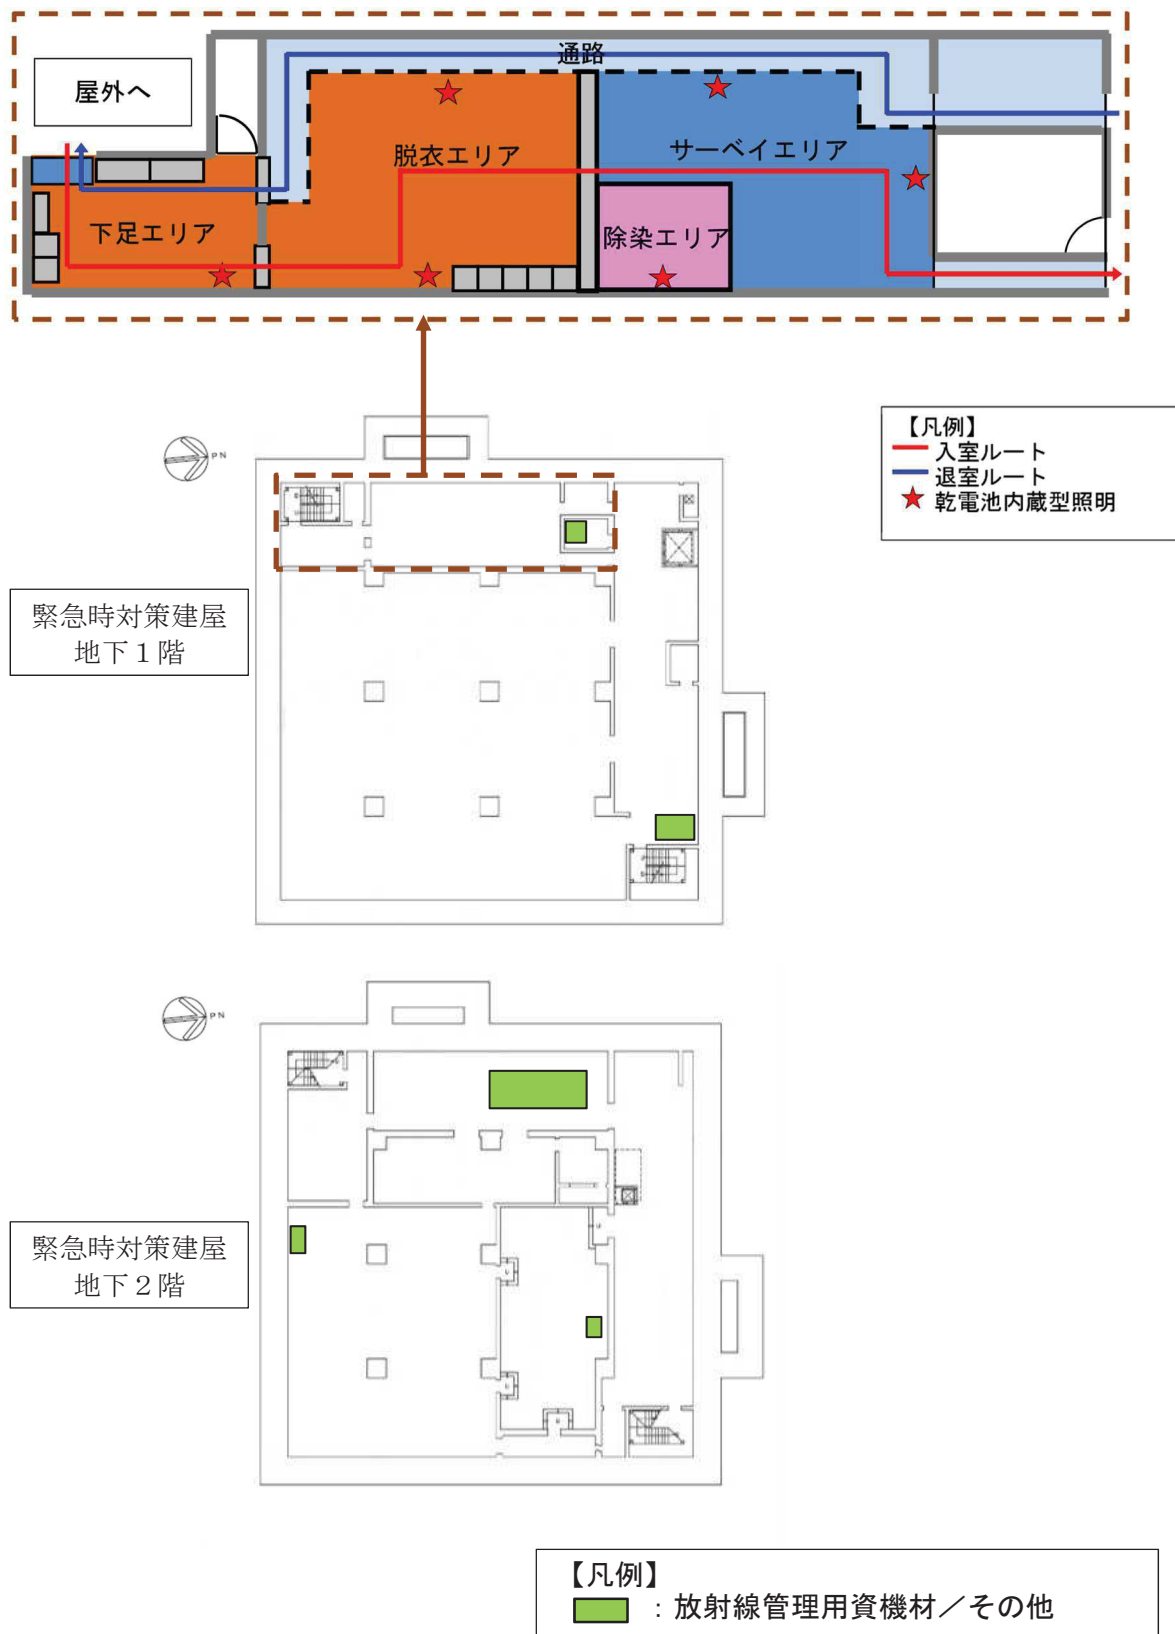 通路
屋外へ
脱衣エリア
サーベイエリア
下足エリア
除染エリア
【凡例】
入室ルート
退室ルート
乾電池内蔵型照明
PN
緊急時対策建屋
地下１階
PN
緊急時対策建屋
地下２階
【凡例】
：放射線管理用資機材／その他